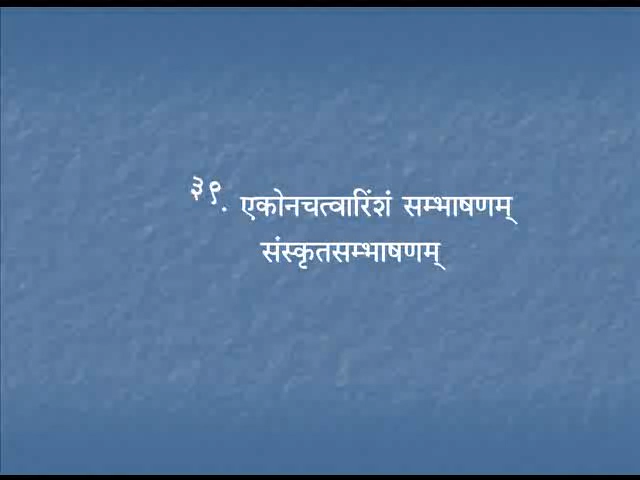 ३९. एकोनचत्वारिंशं सम्भाषणम्
संस्कृतसम्भाषणम्